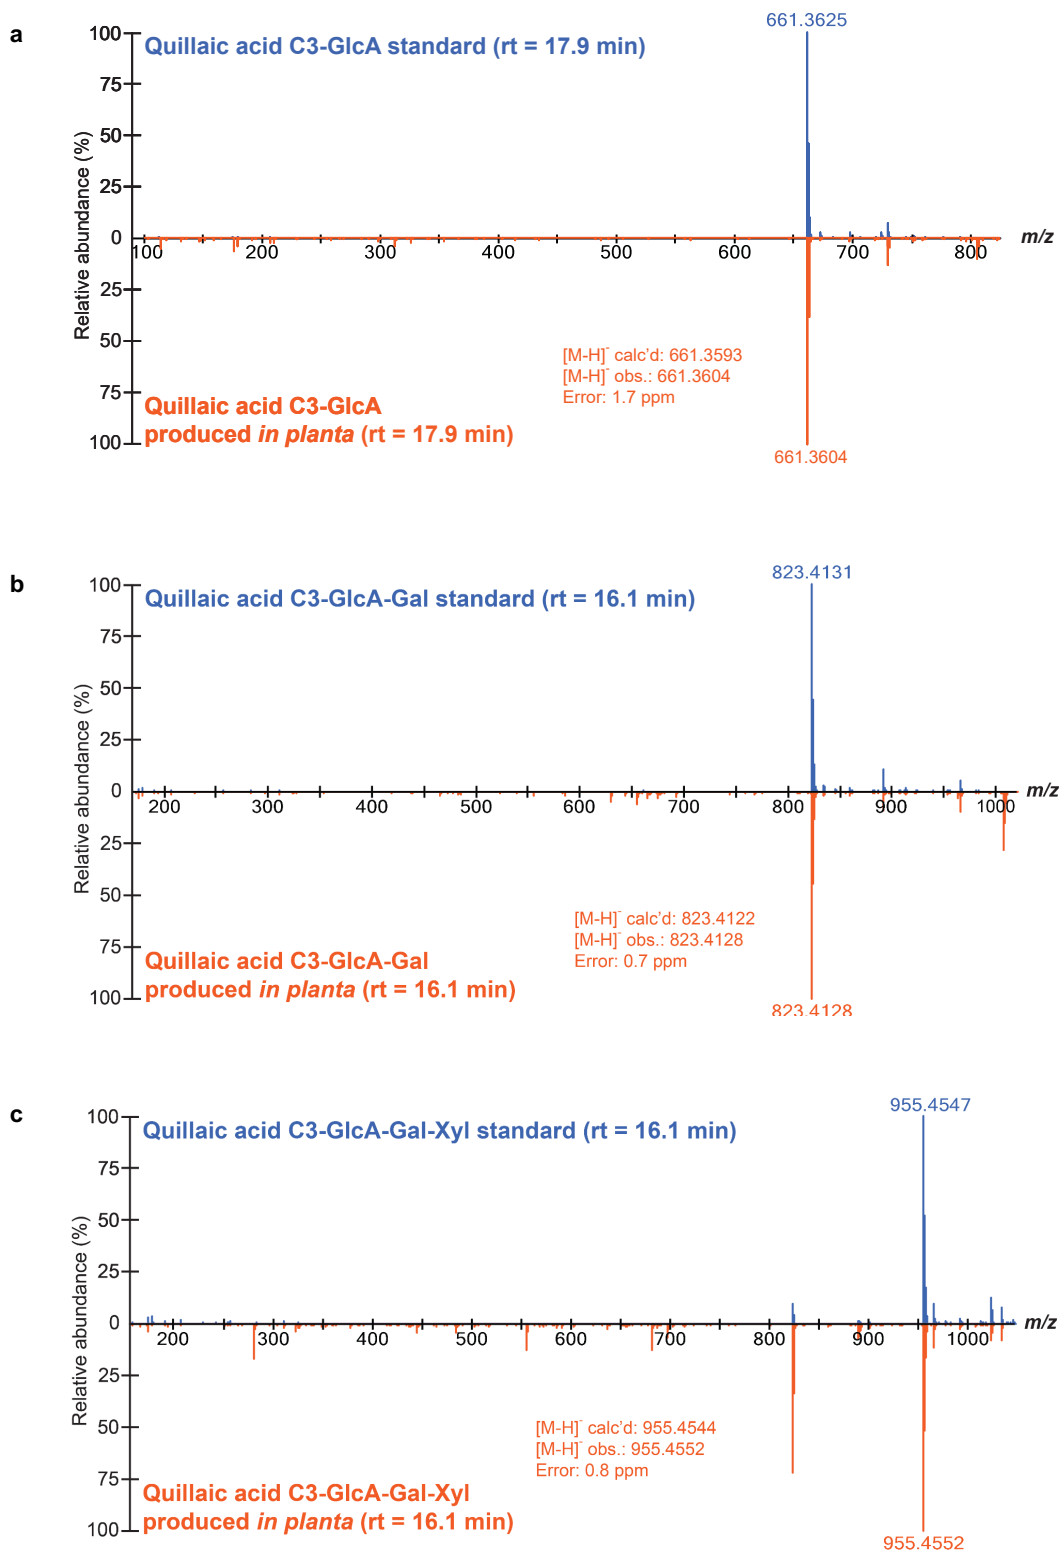 a
661.3625
Quillaic acid C3-GlcA standard (rt = 17.9 min)
100
75
50
25
0
25
50
75
100
Relative abundance (%)
100 200 300 400 500 600 700 800
m/z
[M-H]⁻ calc'd: 661.3593
[M-H]⁻ obs.: 661.3604
Error: 1.7 ppm
Quillaic acid C3-GlcA
produced in planta (rt = 17.9 min)
661.3604
b
823.4131
Quillaic acid C3-GlcA-Gal standard (rt = 16.1 min)
100
75
50
25
0
25
50
75
100
Relative abundance (%)
200 300 400 500 600 700 800 900 1000
m/z
[M-H]⁻ calc'd: 823.4122
[M-H]⁻ obs.: 823.4128
Error: 0.7 ppm
Quillaic acid C3-GlcA-Gal
produced in planta (rt = 16.1 min)
823.4128
c
955.4547
Quillaic acid C3-GlcA-Gal-Xyl standard (rt = 16.1 min)
100
75
50
25
0
25
50
75
100
Relative abundance (%)
200 300 400 500 600 700 800 900 1000
m/z
[M-H]⁻ calc'd: 955.4544
[M-H]⁻ obs.: 955.4552
Error: 0.8 ppm
Quillaic acid C3-GlcA-Gal-Xyl
produced in planta (rt = 16.1 min)
955.4552